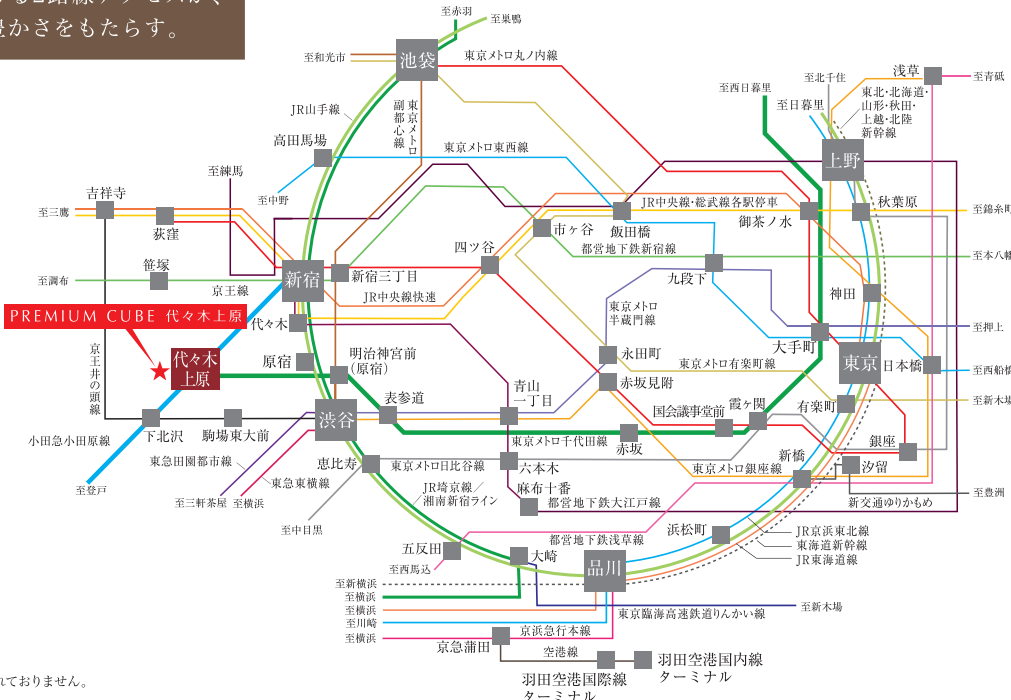 豊かさをもたらす。
至赤羽
至巣鴨
至和光市
池袋
東京メトロ丸ノ内線
浅草
至青砥
至北千住
至西日暮里
至日暮里
東北・北海道・
山形・秋田・
上越・北陸
新幹線
JR山手線
東京メトロ
副都心線
高田馬場
東京メトロ東西線
上野
至練馬
至中野
吉祥寺
至三鷹
荻窪
JR中央線・総武線各駅停車
秋葉原
至錦糸町
御茶ノ水
飯田橋
市ヶ谷
四ツ谷
都営地下鉄新宿線
至本八幡
笹塚
至調布
京王線
新宿
新宿三丁目
九段下
神田
JR中央線快速
東京メトロ
半蔵門線
PREMIUM CUBE 代々木上原
代々木
至押上
大手町
京王井の頭線
代々木
上原
原宿
明治神宮前
(原宿)
永田町
東京メトロ有楽町線
東京
日本橋
至西船橋
赤坂見附
表参道
青山
一丁目
国会議事堂前
霞ヶ関
有楽町
至新木場
渋谷
下北沢
駒場東大前
小田急小田原線
東京メトロ千代田線
赤坂
銀座
東急田園都市線
恵比寿
東京メトロ日比谷線
六本木
東京メトロ銀座線
新橋
汐留
東急東横線
JR埼京線／
湘南新宿ライン
麻布十番
都営地下鉄大江戸線
新交通ゆりかもめ
至豊洲
至登戸
至三軒茶屋
至横浜
至中目黒
浜松町
JR京浜東北線
東海道新幹線
JR東海道線
五反田
都営地下鉄浅草線
大崎
至西馬込
品川
至新横浜
至横浜
至横浜
至川崎
至横浜
至新木場
東京臨海高速鉄道りんかい線
京急蒲田
京浜急行本線
空港線
羽田空港国内線
ターミナル
羽田空港国際線
ターミナル
れておりません。